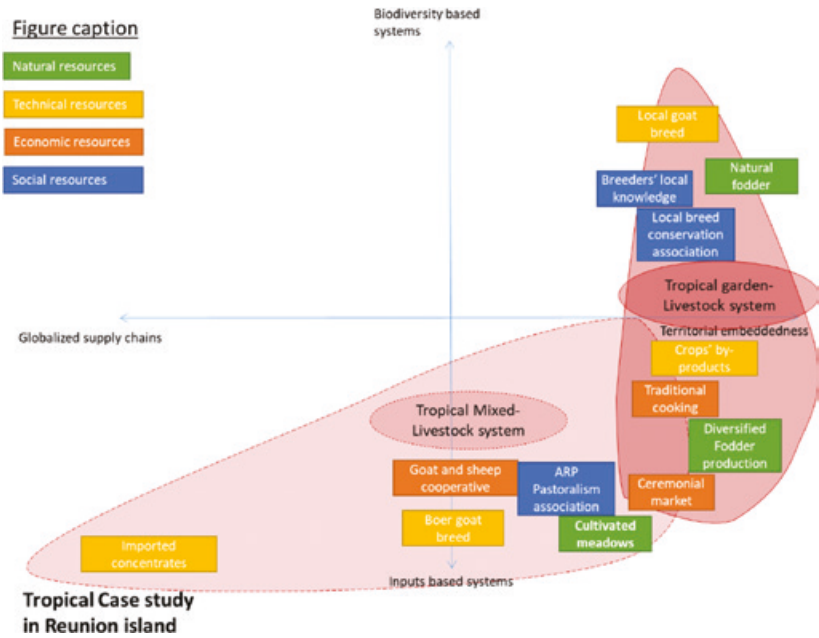 Figure caption
Natural resources
Technical resources
Economic resources
Social resources
Biodiversity based
systems
Local goat
breed
Natural
fodder
Breeders' local
knowledge
Local breed
conservation
association
Tropical garden-
Livestock system
Globalized supply chains
Territorial embeddedness
Crops' by-
products
Traditional
cooking
Tropical Mixed-
Livestock system
Diversified
Fodder
production
Goat and sheep
cooperative
ARP
Pastoralism
association
Ceremonial
market
Boer goat
breed
Cultivated
meadows
Imported
concentrates
Inputs based systems
Tropical Case study
in Reunion island